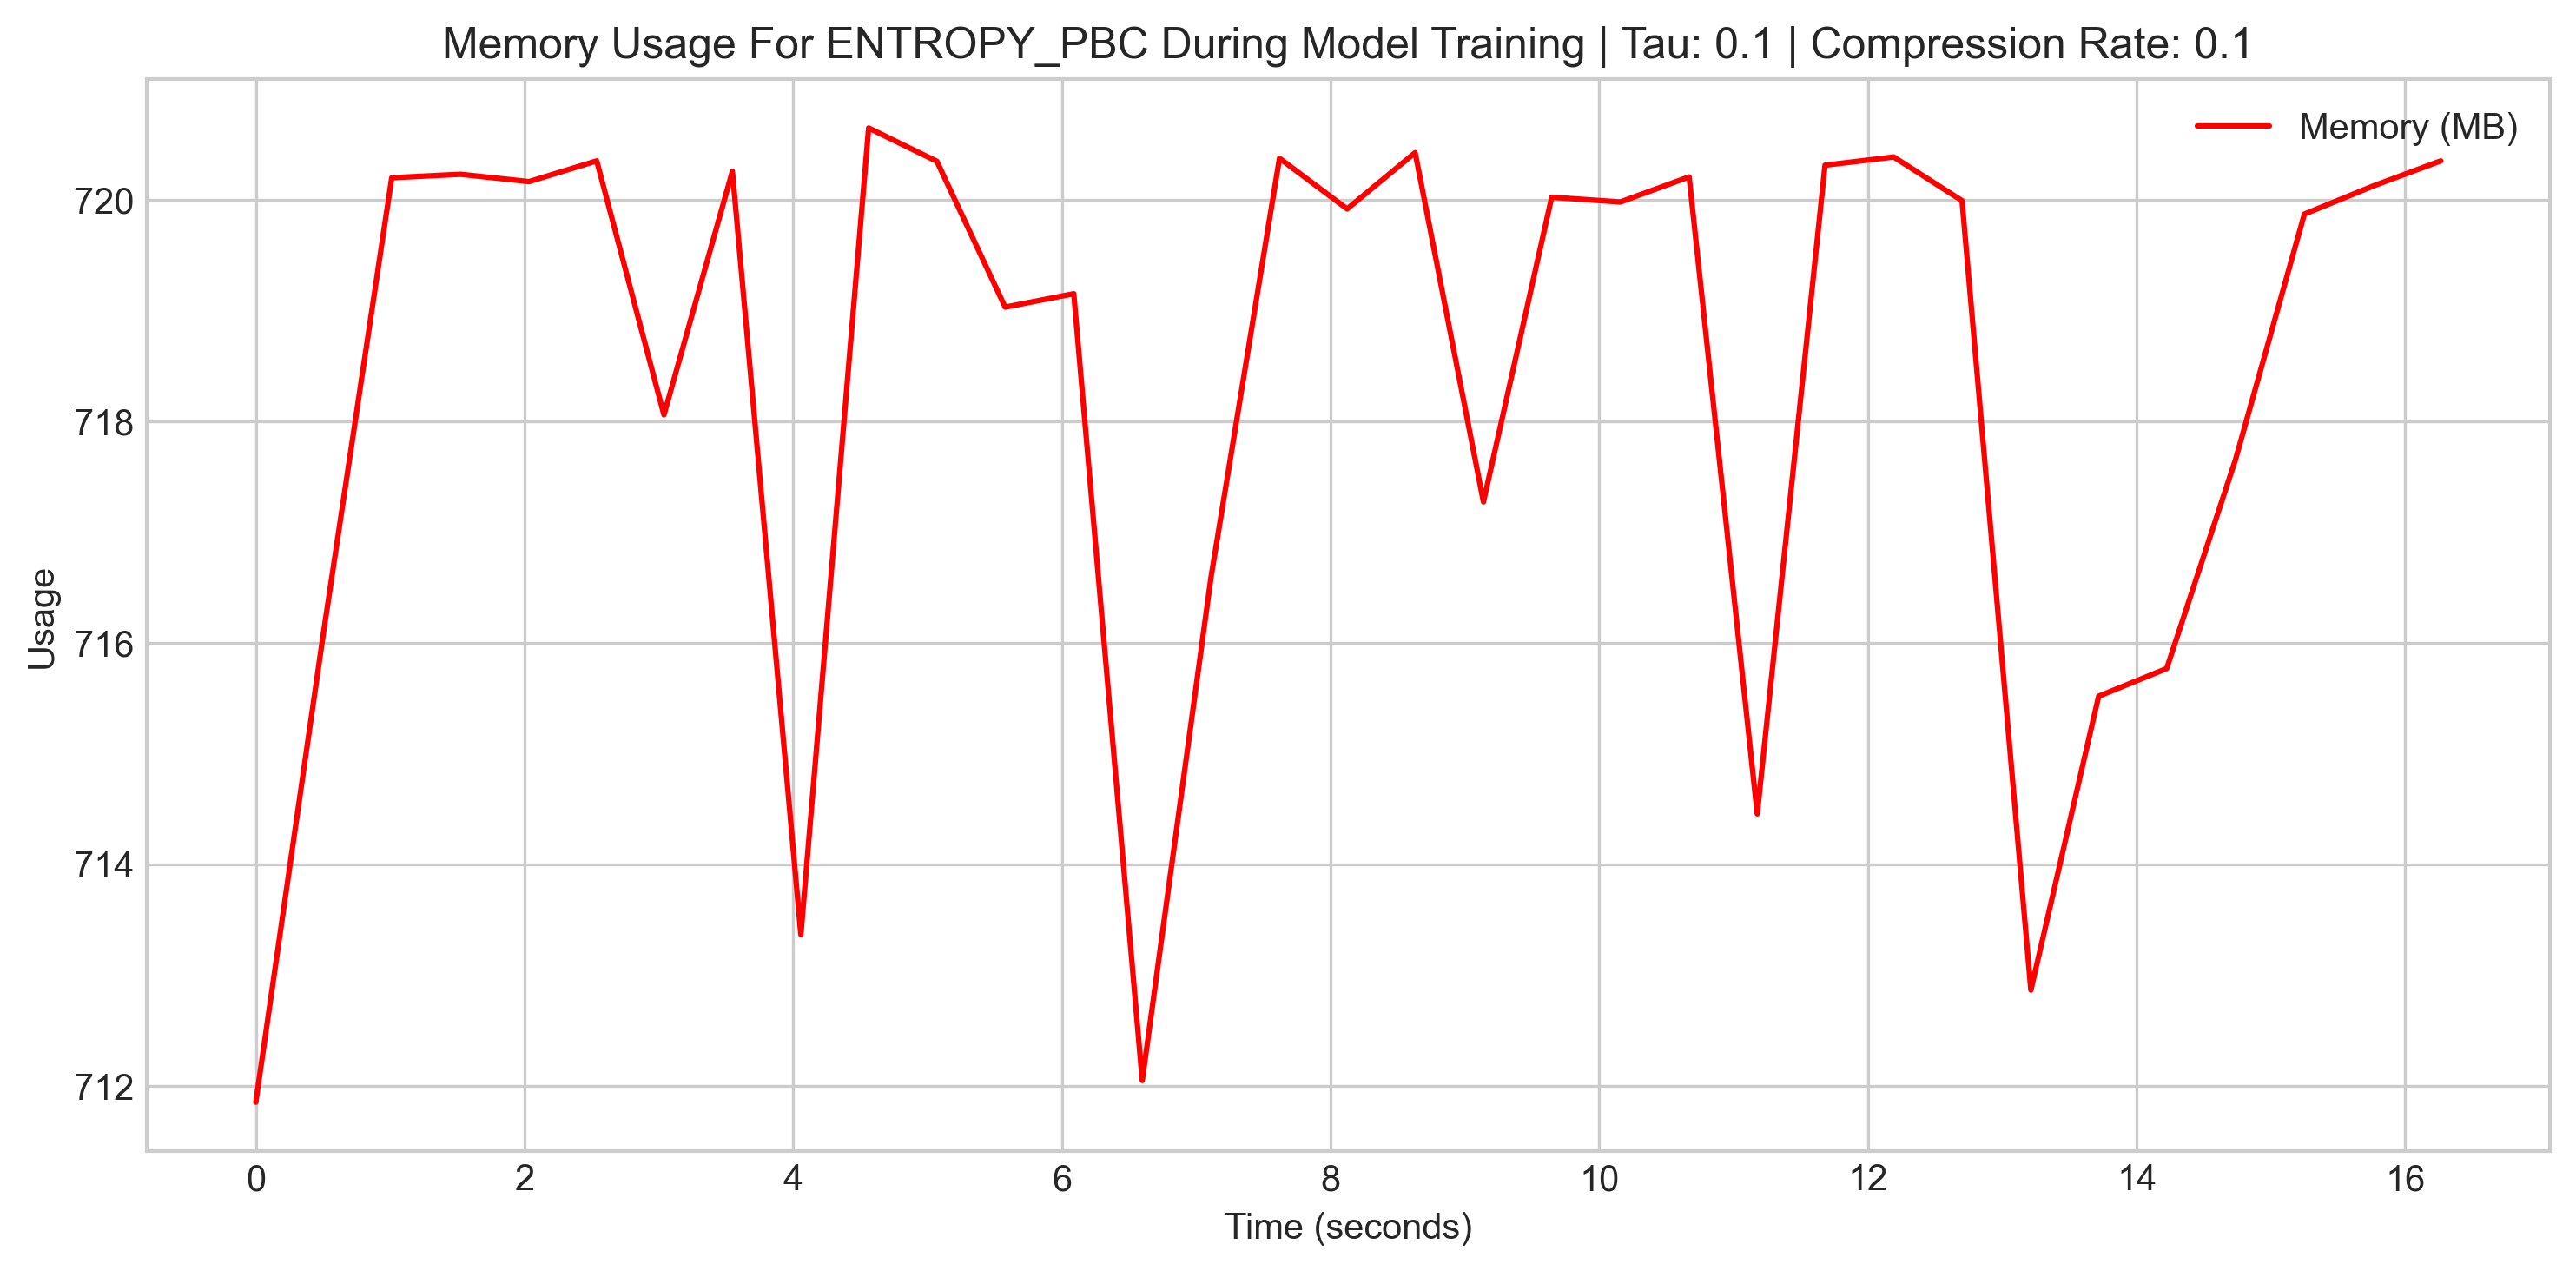 Memory Usage For ENTROPY_PBC During Model Training | Tau: 0.1 | Compression Rate: 0.1
Memory (MB)
720
718
716
714
712
Usage
0 2 4 6 8 10 12 14 16
Time (seconds)